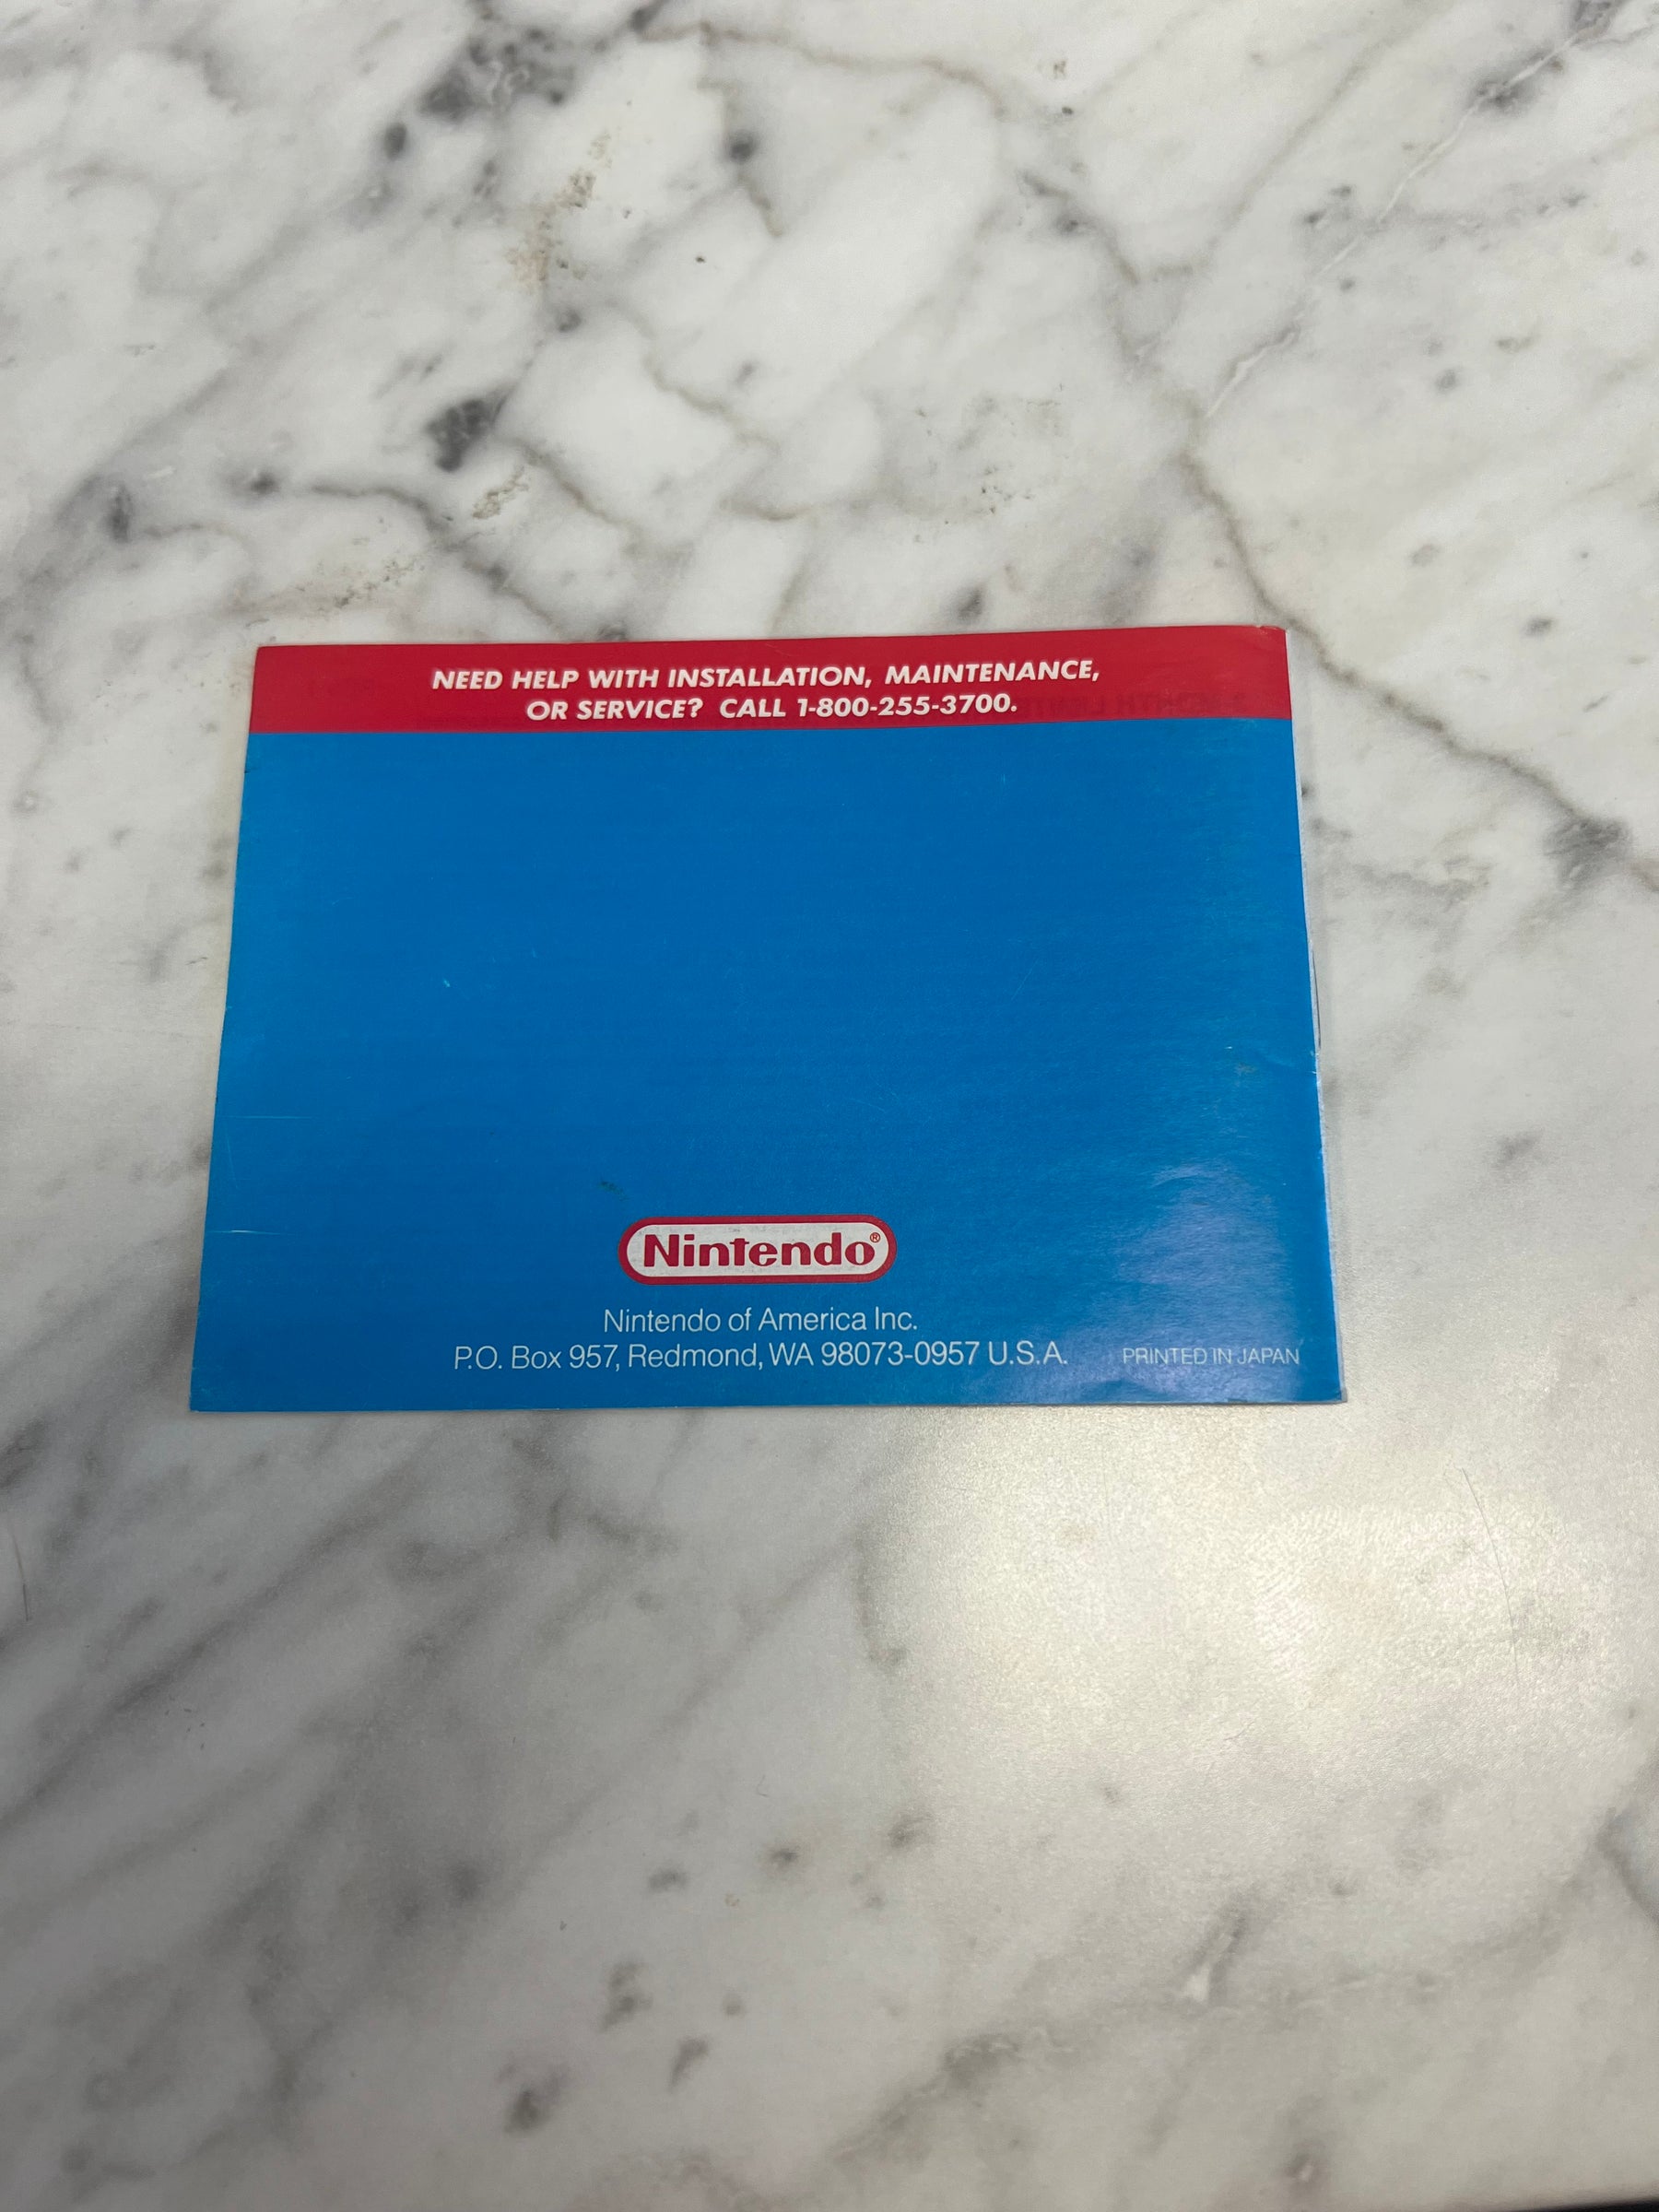 NEED HELP WITH INSTALLATION, MAINTENANCE,
OR SERVICE? CALL 1-800-255-3700.
Nintendo®
Nintendo of America Inc.
P.O. Box 957, Redmond, WA 98073-0957 U.S.A.
PRINTED IN JAPAN